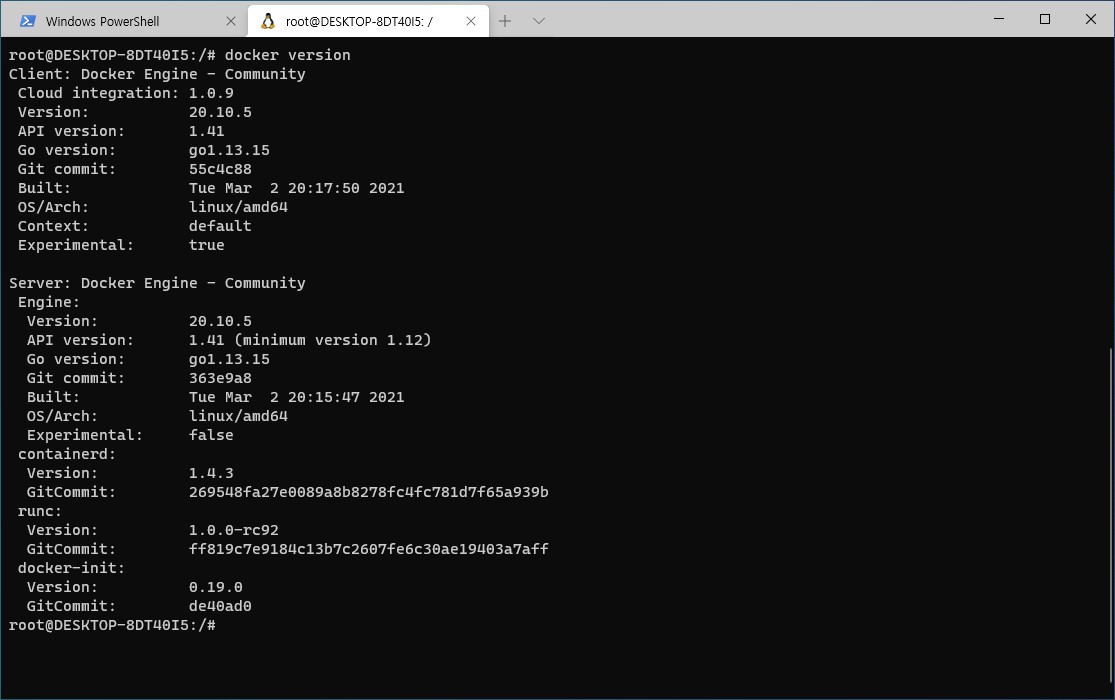 Windows PowerShell
root@DESKTOP-8DT40I5: /
root@DESKTOP-8DT40I5:/# docker version
Client: Docker Engine - Community
 Cloud integration: 1.0.9
 Version:           20.10.5
 API version:       1.41
 Go version:        go1.13.15
 Git commit:        55c4c88
 Built:             Tue Mar  2 20:17:50 2021
 OS/Arch:           linux/amd64
 Context:           default
 Experimental:      true

Server: Docker Engine - Community
 Engine:
  Version:          20.10.5
  API version:      1.41 (minimum version 1.12)
  Go version:       go1.13.15
  Git commit:       363e9a8
  Built:            Tue Mar  2 20:15:47 2021
  OS/Arch:          linux/amd64
  Experimental:     false
 containerd:
  Version:          1.4.3
  GitCommit:        269548fa27e0089a8b8278fc4fc781d7f65a939b
 runc:
  Version:          1.0.0-rc92
  GitCommit:        ff819c7e9184c13b7c2607fe6c30ae19403a7aff
 docker-init:
  Version:          0.19.0
  GitCommit:        de40ad0
root@DESKTOP-8DT40I5:/#